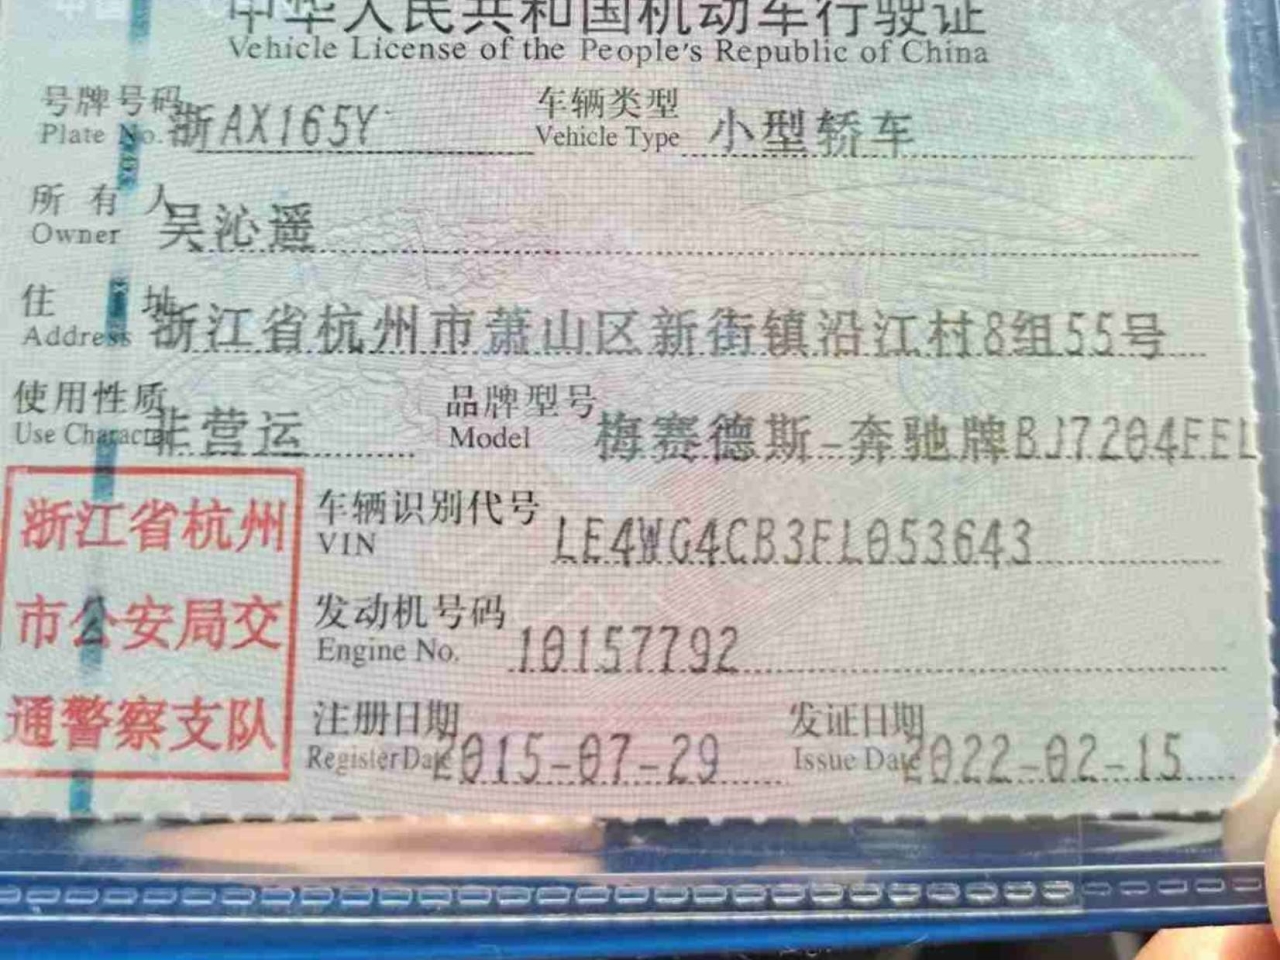 中华人民共和国机动车行驶证
Vehicle License of the People's Republic of China
号牌号码 浙AX165Y 车辆类型 小型轿车
Plate No. Vehicle Type
所有人 吴沁遥
Owner
住址 浙江省杭州市萧山区新街镇沿江村8组55号
Address
使用性质 非营运 品牌型号 梅赛德斯-奔驰牌BJ7204EEL
Use Character Model
浙江省杭州
市公安局交
通警察支队
车辆识别代号 LE4WG4CB3FL053643
VIN
发动机号码 10157792
Engine No.
注册日期 2015-07-29 发证日期 2022-02-15
Register Date Issue Date